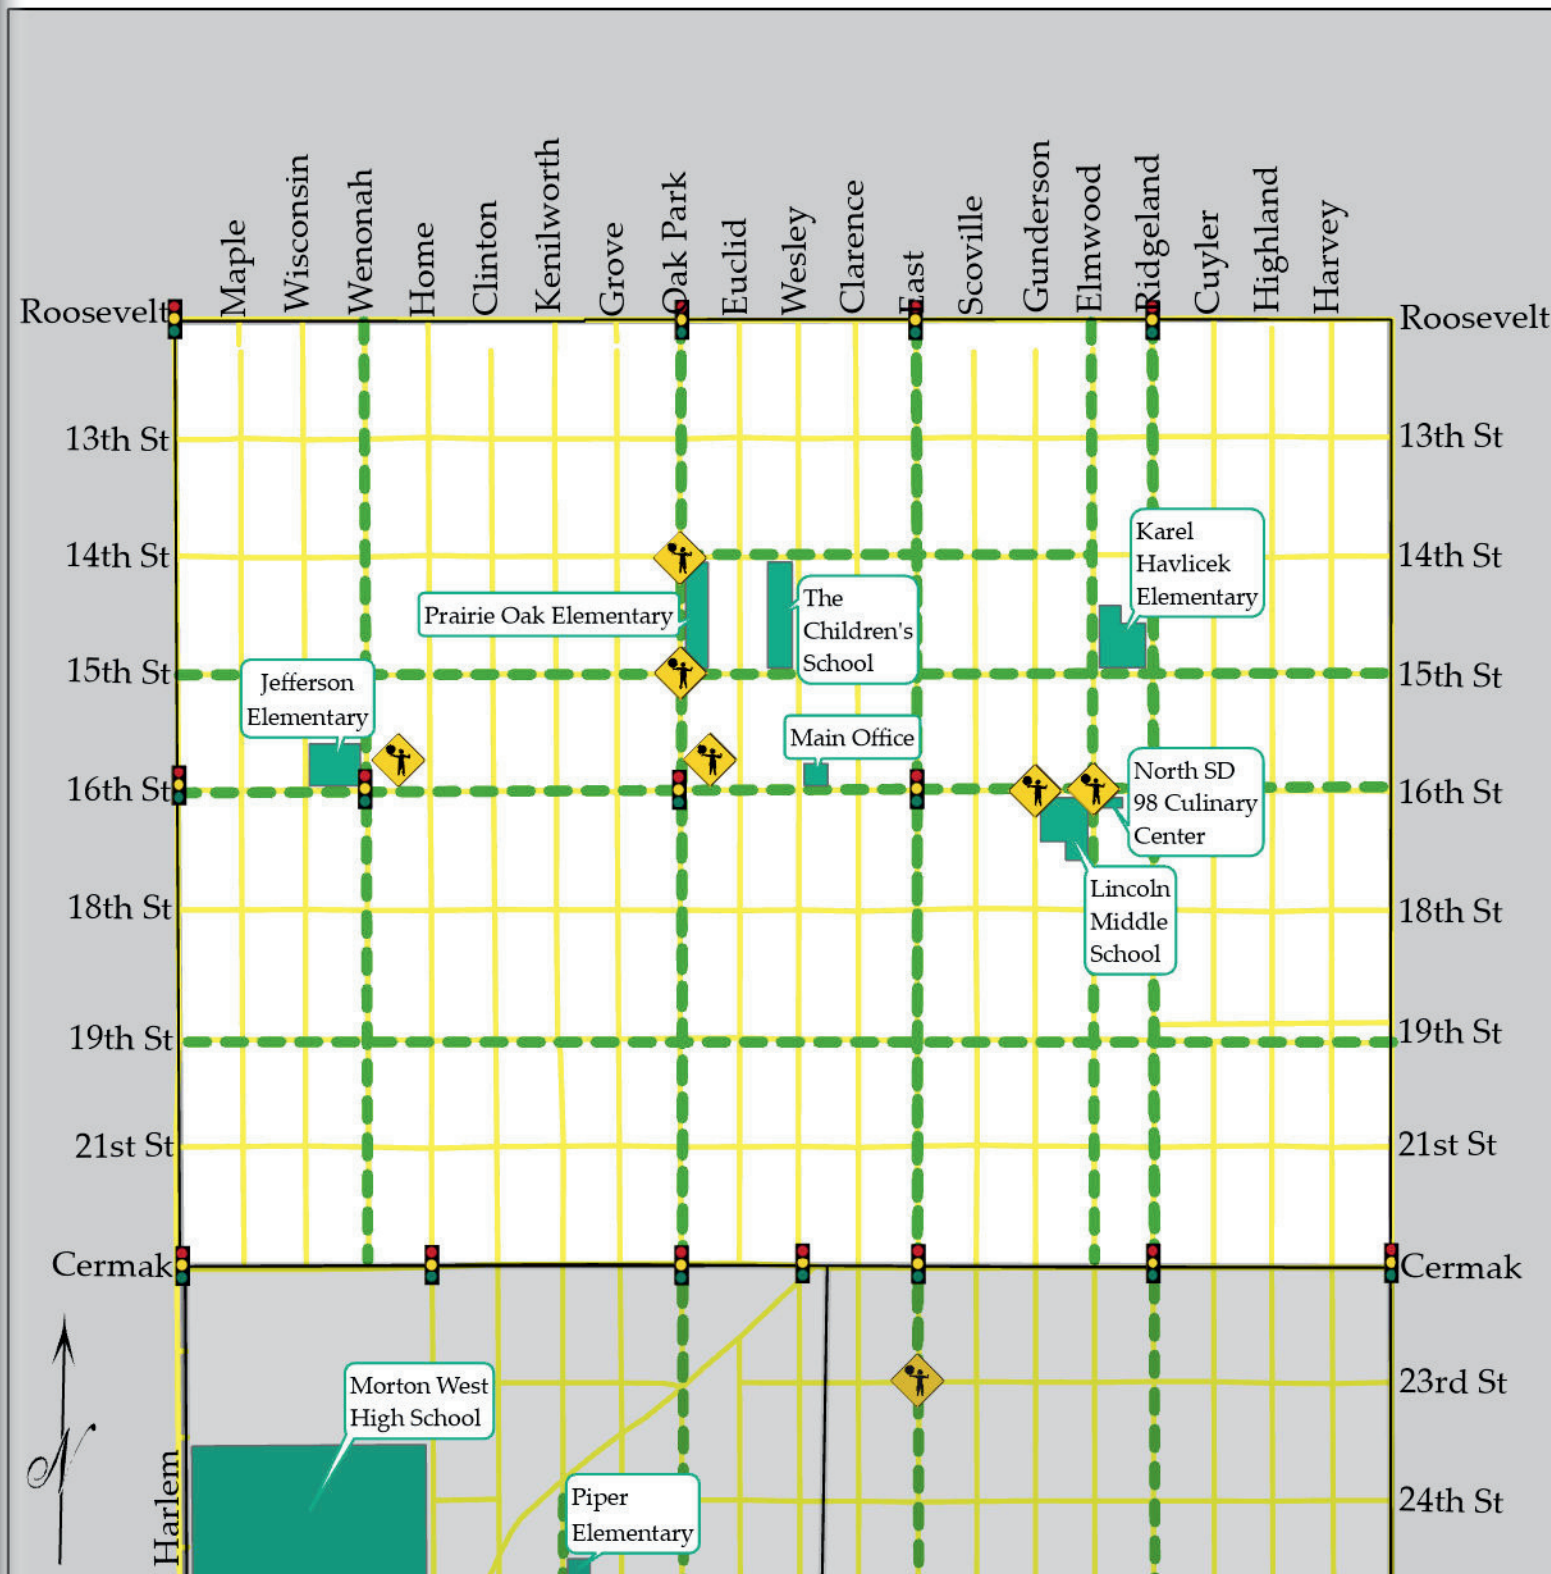 Maple
Wisconsin
Wenonah
Home
Clinton
Kenilworth
Grove
Oak Park
Euclid
Wesley
Clarence
East
Scoville
Gunderson
Elmwood
Ridgeland
Cuyler
Highland
Harvey
Roosevelt
Roosevelt
13th St
13th St
14th St
14th St
Karel
Havlicek
Elementary
Prairie Oak Elementary
The
Children's
School
15th St
15th St
Jefferson
Elementary
Main Office
16th St
16th St
North SD
98 Culinary
Center
Lincoln
Middle
School
18th St
18th St
19th St
19th St
21st St
21st St
Cermak
Cermak
23rd St
Morton West
High School
24th St
Piper
Elementary
Harlem
N